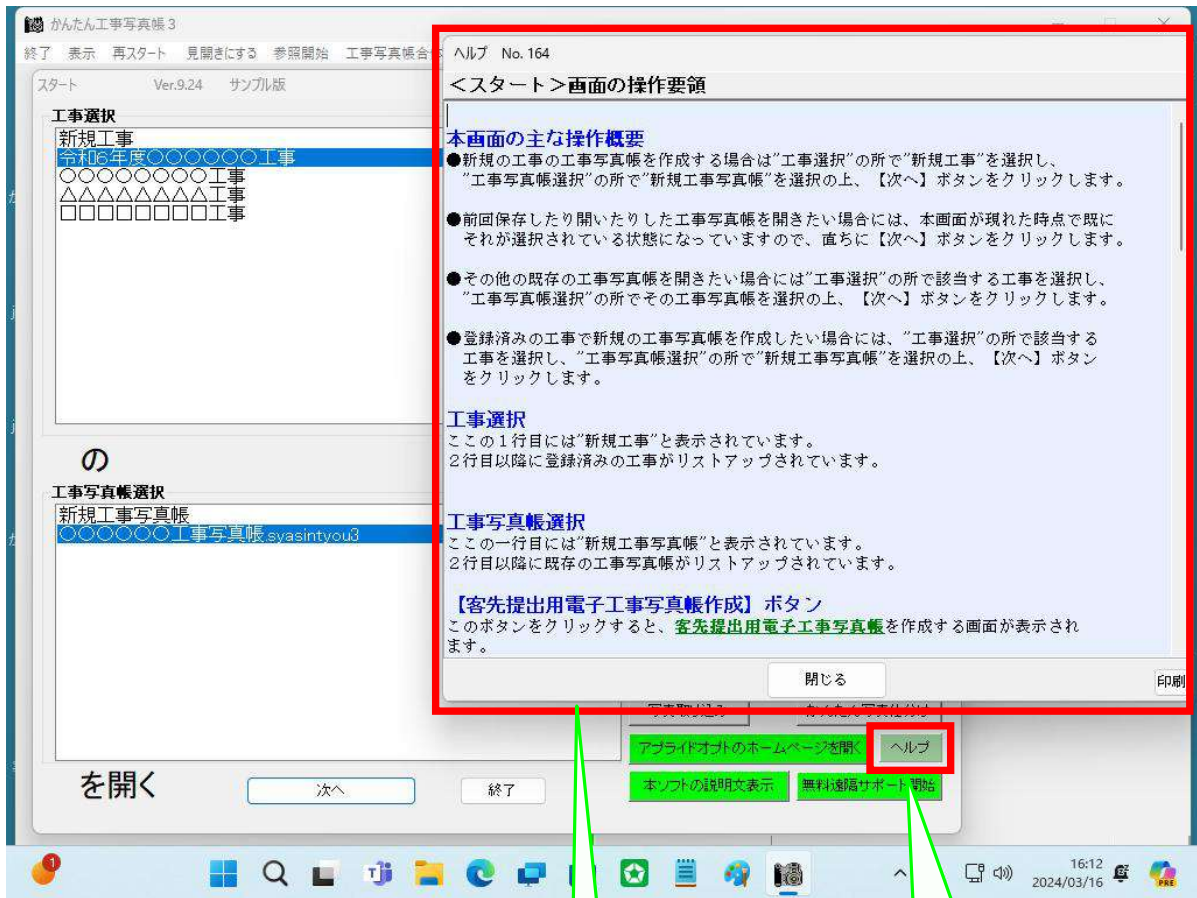 かんたん工事写真帳3
終了 表示 再スタート 見開きにする 参照開始 工事写真帳合
スタート Ver.9.24 サンプル版
工事選択
新規工事
令和6年度○○○○○○工事
○○○○○○○○工事
△△△△△△△△工事
□□□□□□□□工事
の
工事写真帳選択
新規工事写真帳
○○○○○○工事写真帳.syasintyou3
を開く
次へ
終了
ヘルプ No. 164
<スタート>画面の操作要領
本画面の主な操作概要
●新規の工事の工事写真帳を作成する場合は"工事選択"の所で"新規工事"を選択し、
"工事写真帳選択"の所で"新規工事写真帳"を選択の上、【次へ】ボタンをクリックします。
●前回保存したり開いたりした工事写真帳を開きたい場合には、本画面が現れた時点で既に
それが選択されている状態になっていますので、直ちに【次へ】ボタンをクリックします。
●その他の既存の工事写真帳を開きたい場合には"工事選択"の所で該当する工事を選択し、
"工事写真帳選択"の所でその工事写真帳を選択の上、【次へ】ボタンをクリックします。
●登録済みの工事で新規の工事写真帳を作成したい場合には、"工事選択"の所で該当する
工事を選択し、"工事写真帳選択"の所で"新規工事写真帳"を選択の上、【次へ】ボタン
をクリックします。
工事選択
ここの1行目には"新規工事"と表示されています。
2行目以降に登録済みの工事がリストアップされています。
工事写真帳選択
ここの一行目には"新規工事写真帳"と表示されています。
2行目以降に既存の工事写真帳がリストアップされています。
【客先提出用電子工事写真帳作成】ボタン
このボタンをクリックすると、客先提出用電子工事写真帳を作成する画面が表示され
ます。
閉じる
印刷
アプライドオプトのホームページを開く
ヘルプ
本ソフトの説明文表示
無料遠隔サポート開始
1
16:12
2024/03/16
PRE